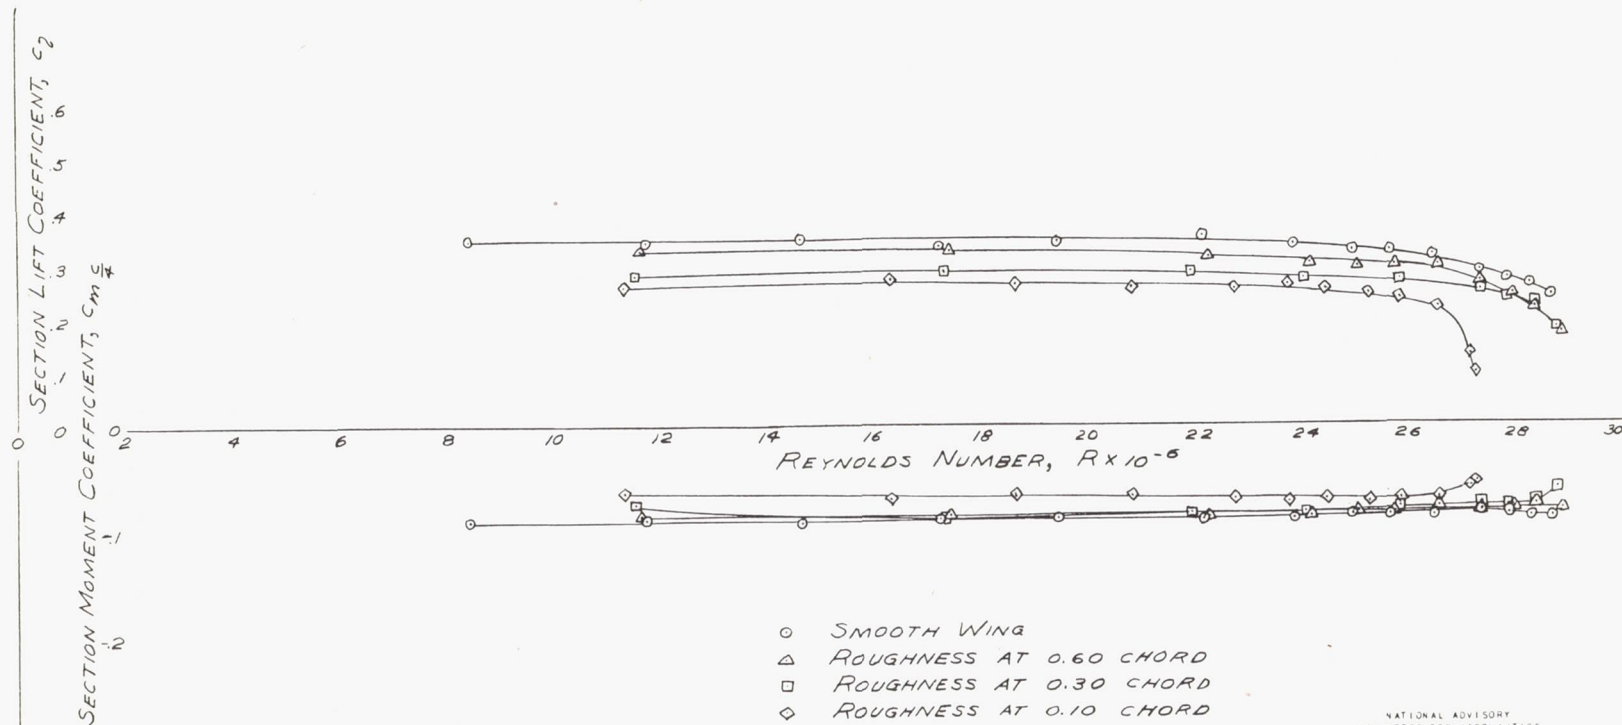 SECTION LIFT COEFFICIENT, c₂
SECTION MOMENT COEFFICIENT, cm c/4
.6
.5
.4
.3
.2
.1
0
0
0
2 4 6 8 10 12 14 16 18 20 22 24 26 28 30
REYNOLDS NUMBER, R x 10⁻⁶
-.1
-.2
SMOOTH WING
ROUGHNESS AT 0.60 CHORD
ROUGHNESS AT 0.30 CHORD
ROUGHNESS AT 0.10 CHORD
NATIONAL ADVISORY